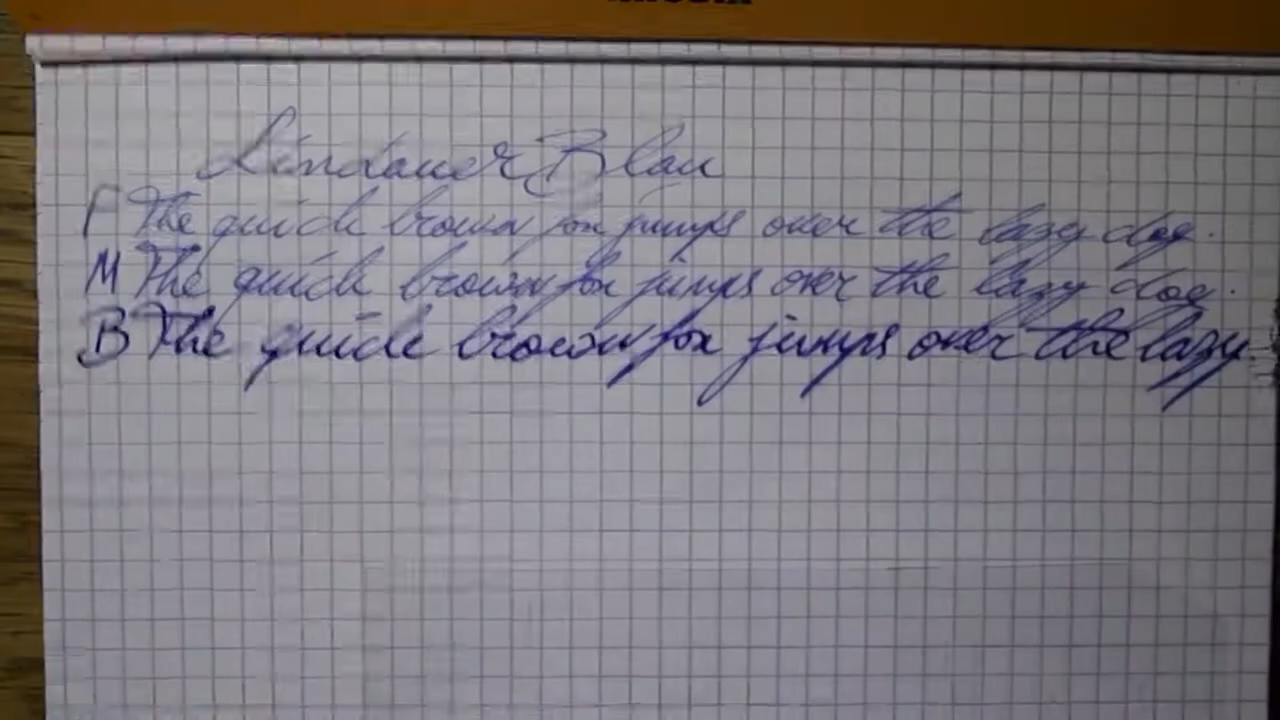 Lindauer Blau
F The quick brown fox jumps over the lazy dog.
M The quick brown fox jumps over the lazy dog.
B The quick brown fox jumps over the lazy